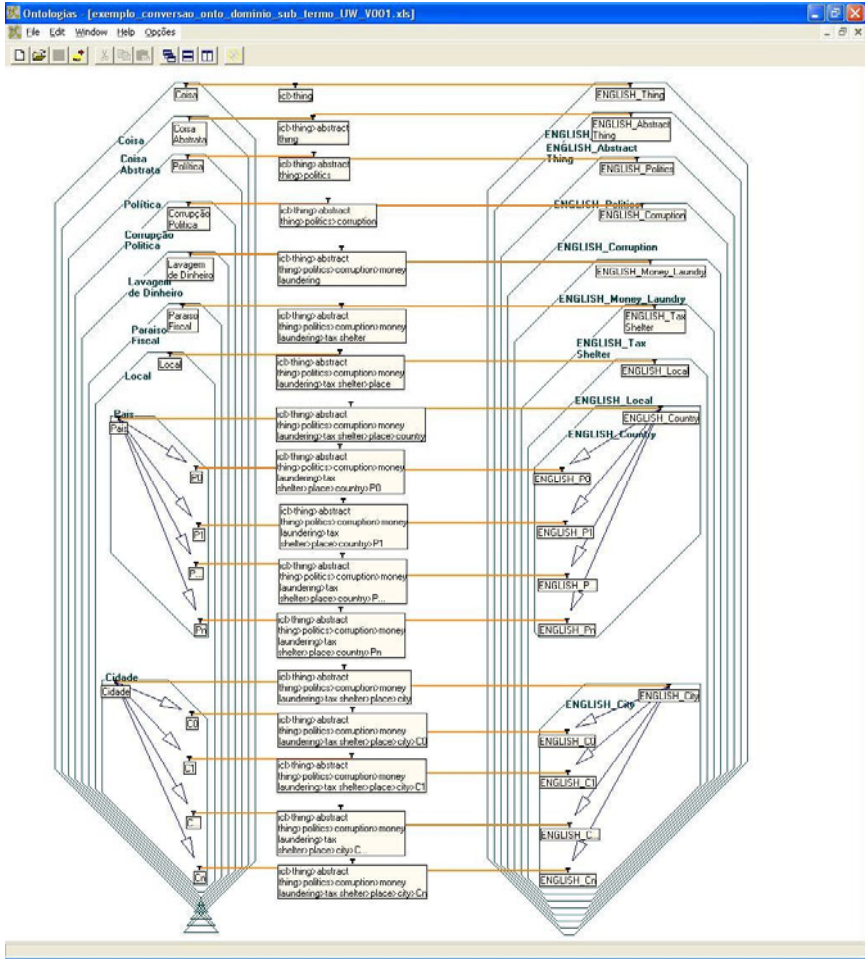 Ontologias - [exemplo_conversao_onto_dominio_sub_termo_UW_V001.xls]
File Edit Window Help Opções
Coisa
icl>thing
ENGLISH_Thing
Coisa
Coisa
Abstrata
icl>thing>abstract
thing
ENGLISH_Abstract
Thing
ENGLISH_
Coisa
Abstrata
Política
icl>thing>abstract
thing>politics
ENGLISH_Abstract
Thing
ENGLISH_Politics
Política
Corrupção
Política
icl>thing>abstract
thing>politics>corruption
ENGLISH_Politics
ENGLISH_Corruption
Corrupção
Política
Lavagem
de Dinheiro
icl>thing>abstract
thing>politics>corruption>money
laundering
ENGLISH_Corruption
ENGLISH_Money_Laundry
Lavagem
de Dinheiro
Paraiso
Fiscal
icl>thing>abstract
thing>politics>corruption>money
laundering>tax shelter
ENGLISH_Money_Laundry
ENGLISH_Tax
Shelter
Paraiso
Fiscal
Local
icl>thing>abstract
thing>politics>corruption>money
laundering>tax shelter>place
ENGLISH_Tax
Shelter
ENGLISH_Local
Local
ENGLISH_Local
País
País
icl>thing>abstract
thing>politics>corruption>money
laundering>tax shelter>place>country
ENGLISH_Country
ENGLISH_Country
P0
icl>thing>abstract
thing>politics>corruption>money
laundering>tax
shelter>place>country>P0
ENGLISH_P0
P1
icl>thing>abstract
thing>politics>corruption>money
laundering>tax
shelter>place>country>P1
ENGLISH_P1
P...
icl>thing>abstract
thing>politics>corruption>money
laundering>tax
shelter>place>country>P...
ENGLISH_P
Pn
icl>thing>abstract
thing>politics>corruption>money
laundering>tax
shelter>place>country>Pn
ENGLISH_Pn
Cidade
Cidade
icl>thing>abstract
thing>politics>corruption>money
laundering>tax shelter>place>city
ENGLISH_City
ENGLISH_City
C0
icl>thing>abstract
thing>politics>corruption>money
laundering>tax shelter>place>city>C0
ENGLISH_C0
C1
icl>thing>abstract
thing>politics>corruption>money
laundering>tax shelter>place>city>C1
ENGLISH_C1
C...
icl>thing>abstract
thing>politics>corruption>money
laundering>tax
shelter>place>city>C...
ENGLISH_C...
Cn
icl>thing>abstract
thing>politics>corruption>money
laundering>tax shelter>place>city>Cn
ENGLISH_Cn